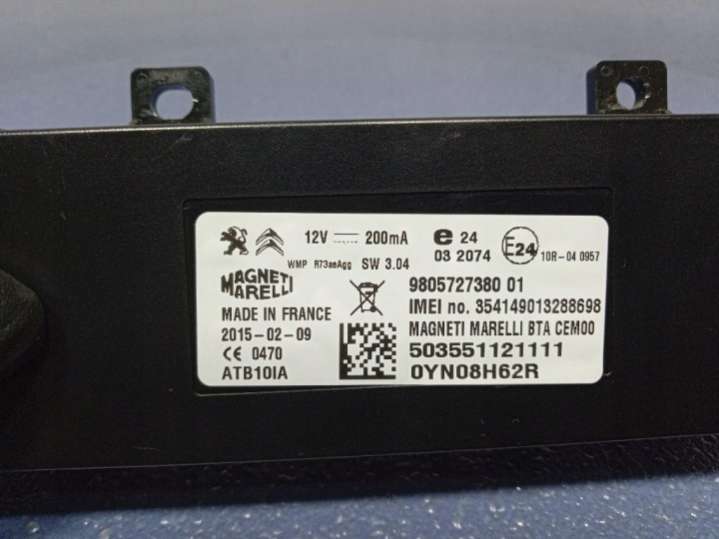 12V 200mA e 24
03 2074 E24 10R-04 0957
WMP R73aeAgg SW 3.04
MAGNETI
MARELLI
9805727380 01
IMEI no. 354149013288698
MADE IN FRANCE
MAGNETI MARELLI BTA CEM00
2015-02-09
503551121111
CE 0470
ATB10IA
0YN08H62R